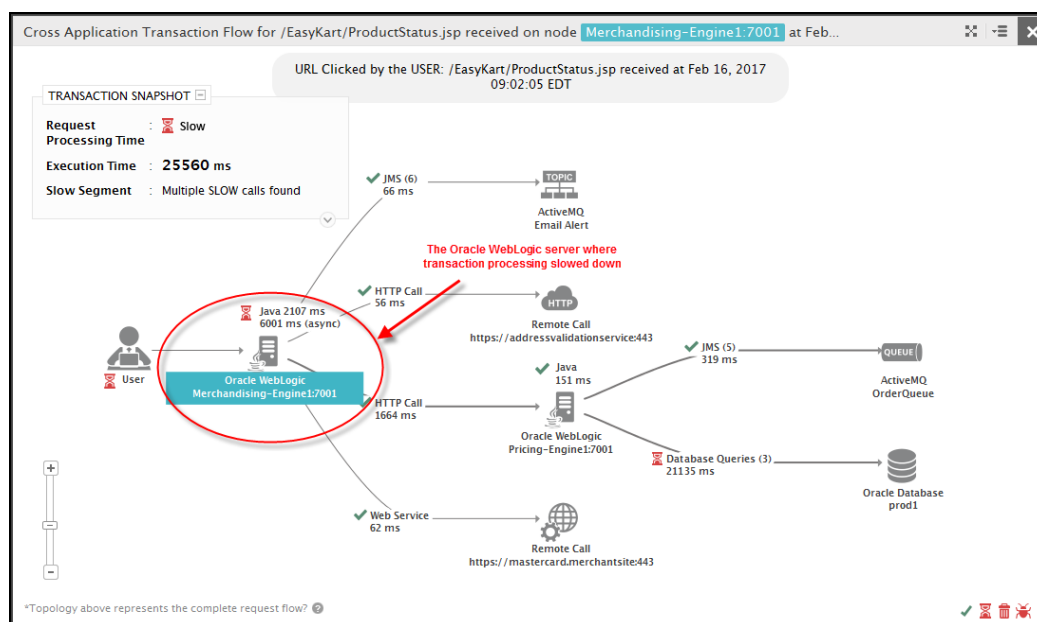 Cross Application Transaction Flow for /EasyKart/ProductStatus.jsp received on node Merchandising-Engine1:7001 at Feb...
URL Clicked by the USER: /EasyKart/ProductStatus.jsp received at Feb 16, 2017
09:02:05 EDT
TRANSACTION SNAPSHOT
Request
Processing Time : Slow
Execution Time : 25560 ms
Slow Segment : Multiple SLOW calls found
JMS (6)
66 ms
TOPIC
ActiveMQ
Email Alert
The Oracle WebLogic server where
transaction processing slowed down
HTTP Call
56 ms
HTTP
Remote Call
https://addressvalidationservice:443
Java 2107 ms
6001 ms (async)
User
Oracle WebLogic
Merchandising-Engine1:7001
HTTP Call
1664 ms
Java
151 ms
Oracle WebLogic
Pricing-Engine1:7001
JMS (5)
319 ms
QUEUE
ActiveMQ
OrderQueue
Database Queries (3)
21135 ms
Oracle Database
prod1
Web Service
62 ms
Remote Call
https://mastercard.merchantsite:443
*Topology above represents the complete request flow?